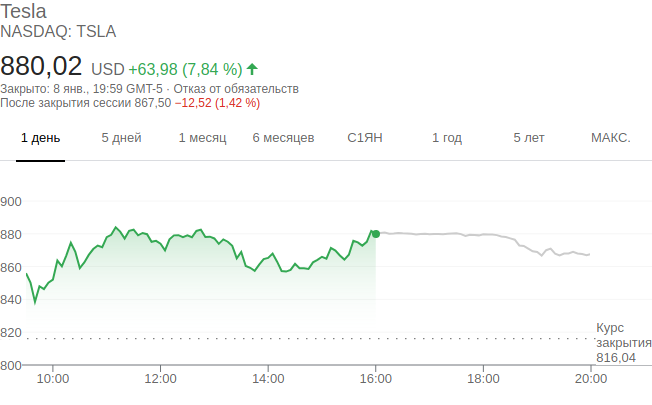 Tesla
NASDAQ: TSLA
880,02 USD +63,98 (7,84 %)
Закрыто: 8 янв., 19:59 GMT-5 · Отказ от обязательств
После закрытия сессии 867,50 −12,52 (1,42 %)
1 день 5 дней 1 месяц 6 месяцев С1ЯН 1 год 5 лет МАКС.
900
880
860
840
820
Курс
закрытия
816,04
800
10:00 12:00 14:00 16:00 18:00 20:00